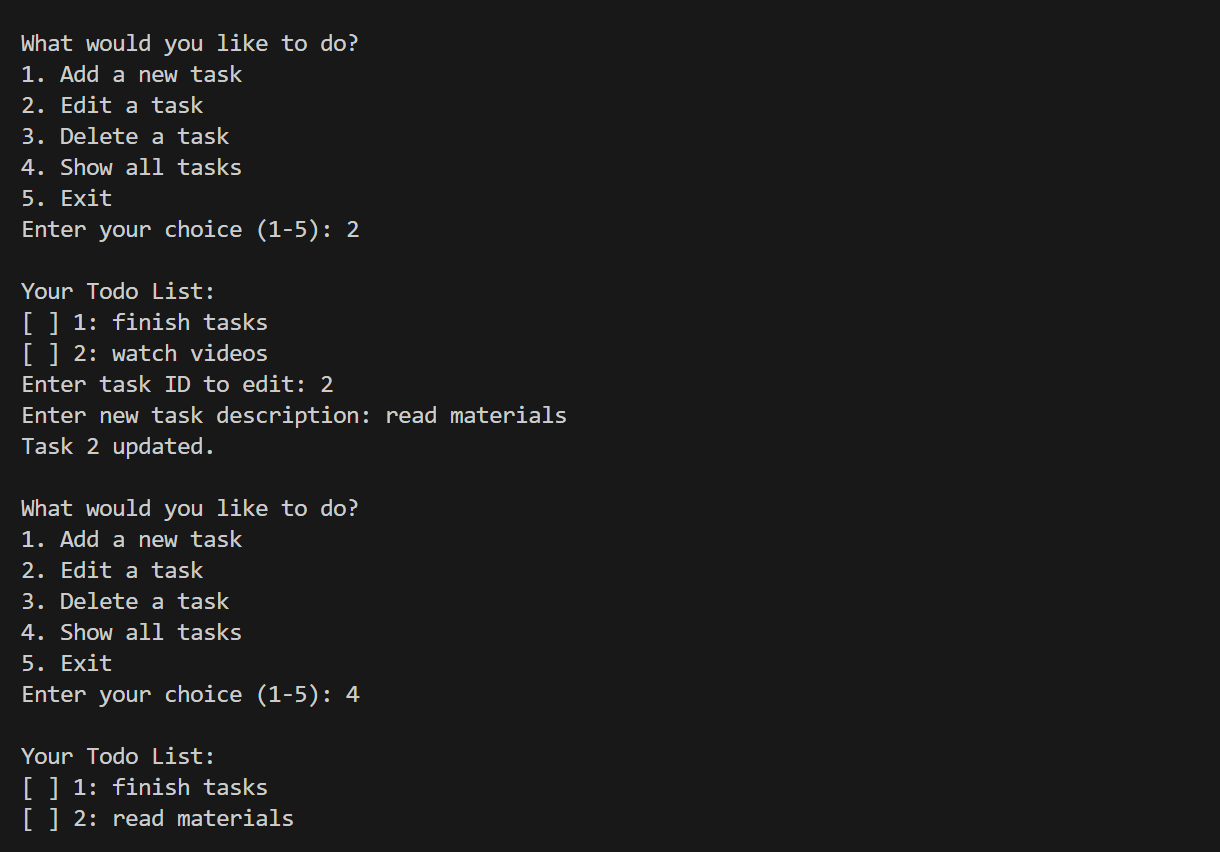 What would you like to do?
1. Add a new task
2. Edit a task
3. Delete a task
4. Show all tasks
5. Exit
Enter your choice (1-5): 2

Your Todo List:
[ ] 1: finish tasks
[ ] 2: watch videos
Enter task ID to edit: 2
Enter new task description: read materials
Task 2 updated.

What would you like to do?
1. Add a new task
2. Edit a task
3. Delete a task
4. Show all tasks
5. Exit
Enter your choice (1-5): 4

Your Todo List:
[ ] 1: finish tasks
[ ] 2: read materials